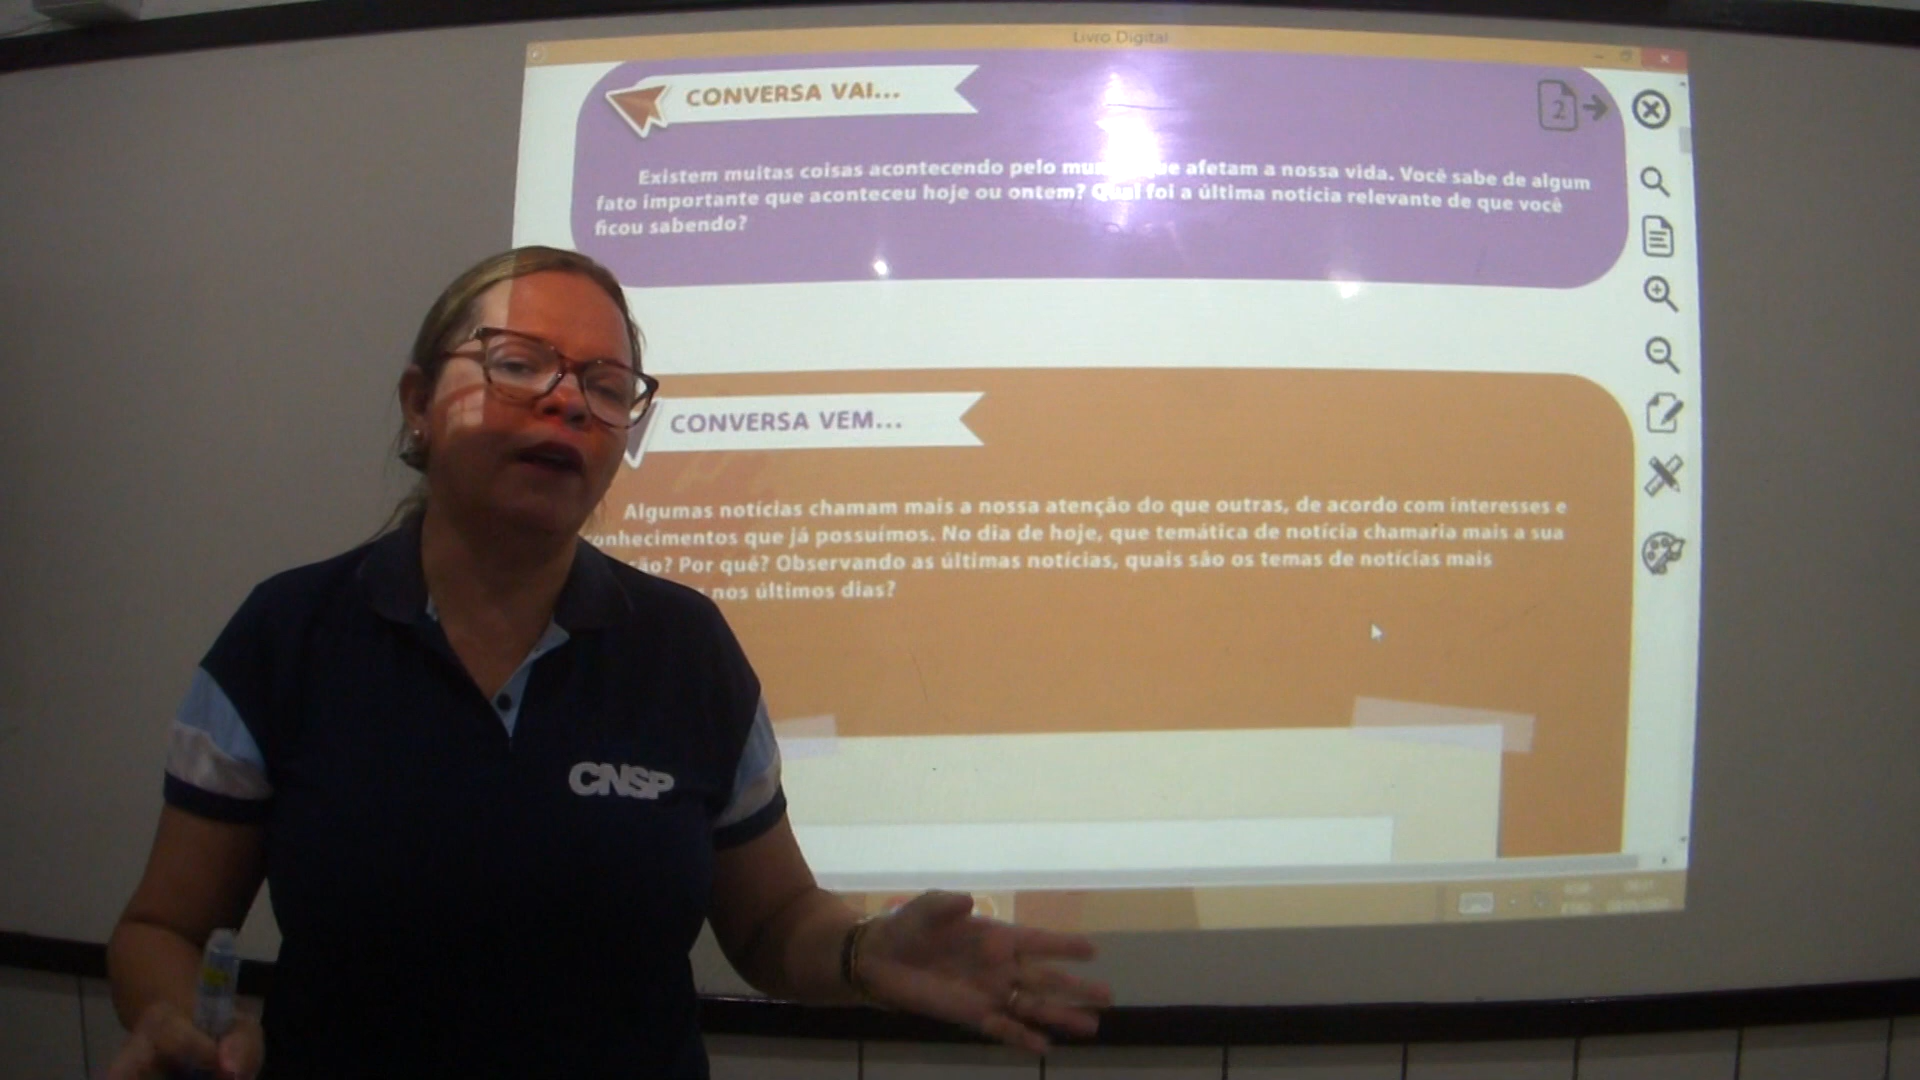 Livro Digital
CONVERSA VAI...
2
Existem muitas coisas acontecendo pelo afetam a nossa vida. Você sabe de algum
fato importante que aconteceu hoje ou ontem? Qual foi a última notícia relevante de que você
ficou sabendo?
CONVERSA VEM...
Algumas notícias chamam mais a nossa atenção do que outras, de acordo com interesses e
conhecimentos que já possuímos. No dia de hoje, que temática de notícia chamaria mais a sua
ção? Por quê? Observando as últimas notícias, quais são os temas de notícias mais
nos últimos dias?
CNSP